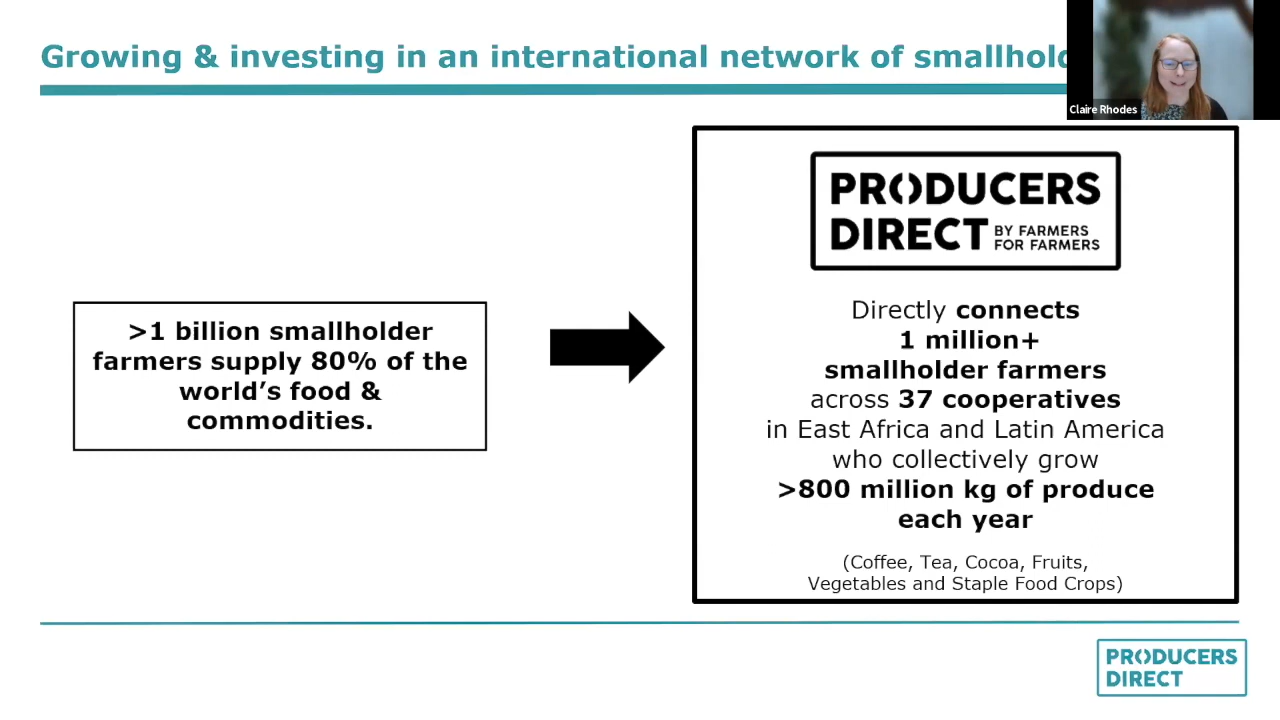 Growing & investing in an international network of smallhol
Claire Rhodes
PRODUCERS
DIRECT BY FARMERS
FOR FARMERS
>1 billion smallholder
farmers supply 80% of the
world’s food &
commodities.
Directly connects
1 million+
smallholder farmers
across 37 cooperatives
in East Africa and Latin America
who collectively grow
>800 million kg of produce
each year
(Coffee, Tea, Cocoa, Fruits,
Vegetables and Staple Food Crops)
PRODUCERS
DIRECT